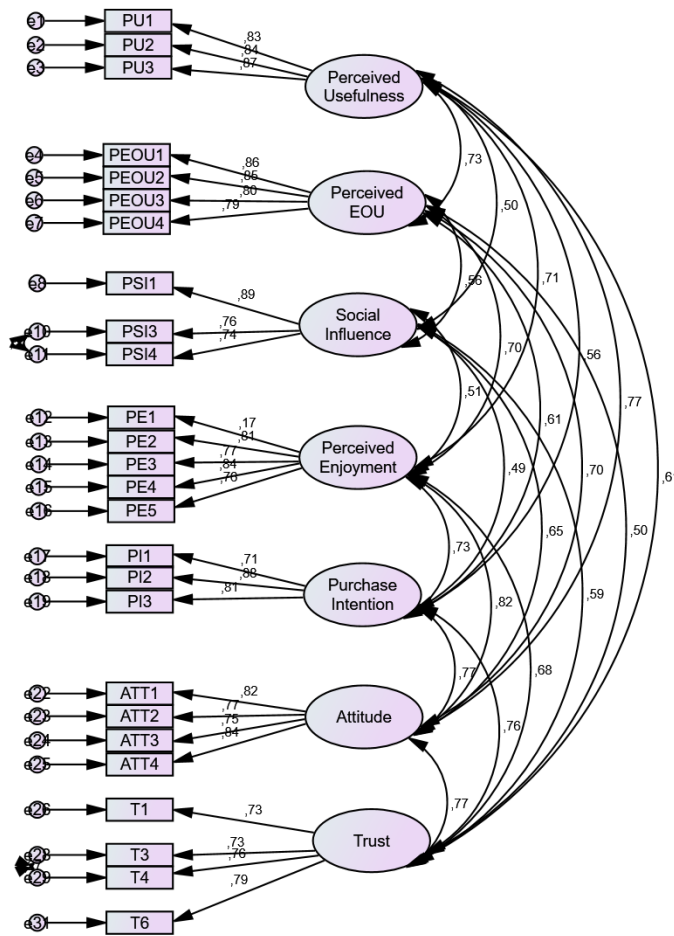 e1
PU1
e2
PU2
e3
PU3
,83
,84
,87
Perceived
Usefulness
e4
PEOU1
e5
PEOU2
e6
PEOU3
e7
PEOU4
,86
,85
,80
,79
Perceived
EOU
e8
PSI1
e10
PSI3
e11
PSI4
,89
,76
,74
Social
Influence
e12
PE1
e13
PE2
e14
PE3
e15
PE4
e16
PE5
,17
,81
,77
,84
,76
Perceived
Enjoyment
e17
PI1
e18
PI2
e19
PI3
,71
,88
,81
Purchase
Intention
e22
ATT1
e23
ATT2
e24
ATT3
e25
ATT4
,82
,77
,75
,84
Attitude
e26
T1
e28
T3
e29
T4
e31
T6
,73
,73
,76
,79
Trust
,73
,50
,71
,56
,77
,56
,70
,61
,70
,50
,51
,49
,65
,59
,73
,82
,68
,77
,76
,77